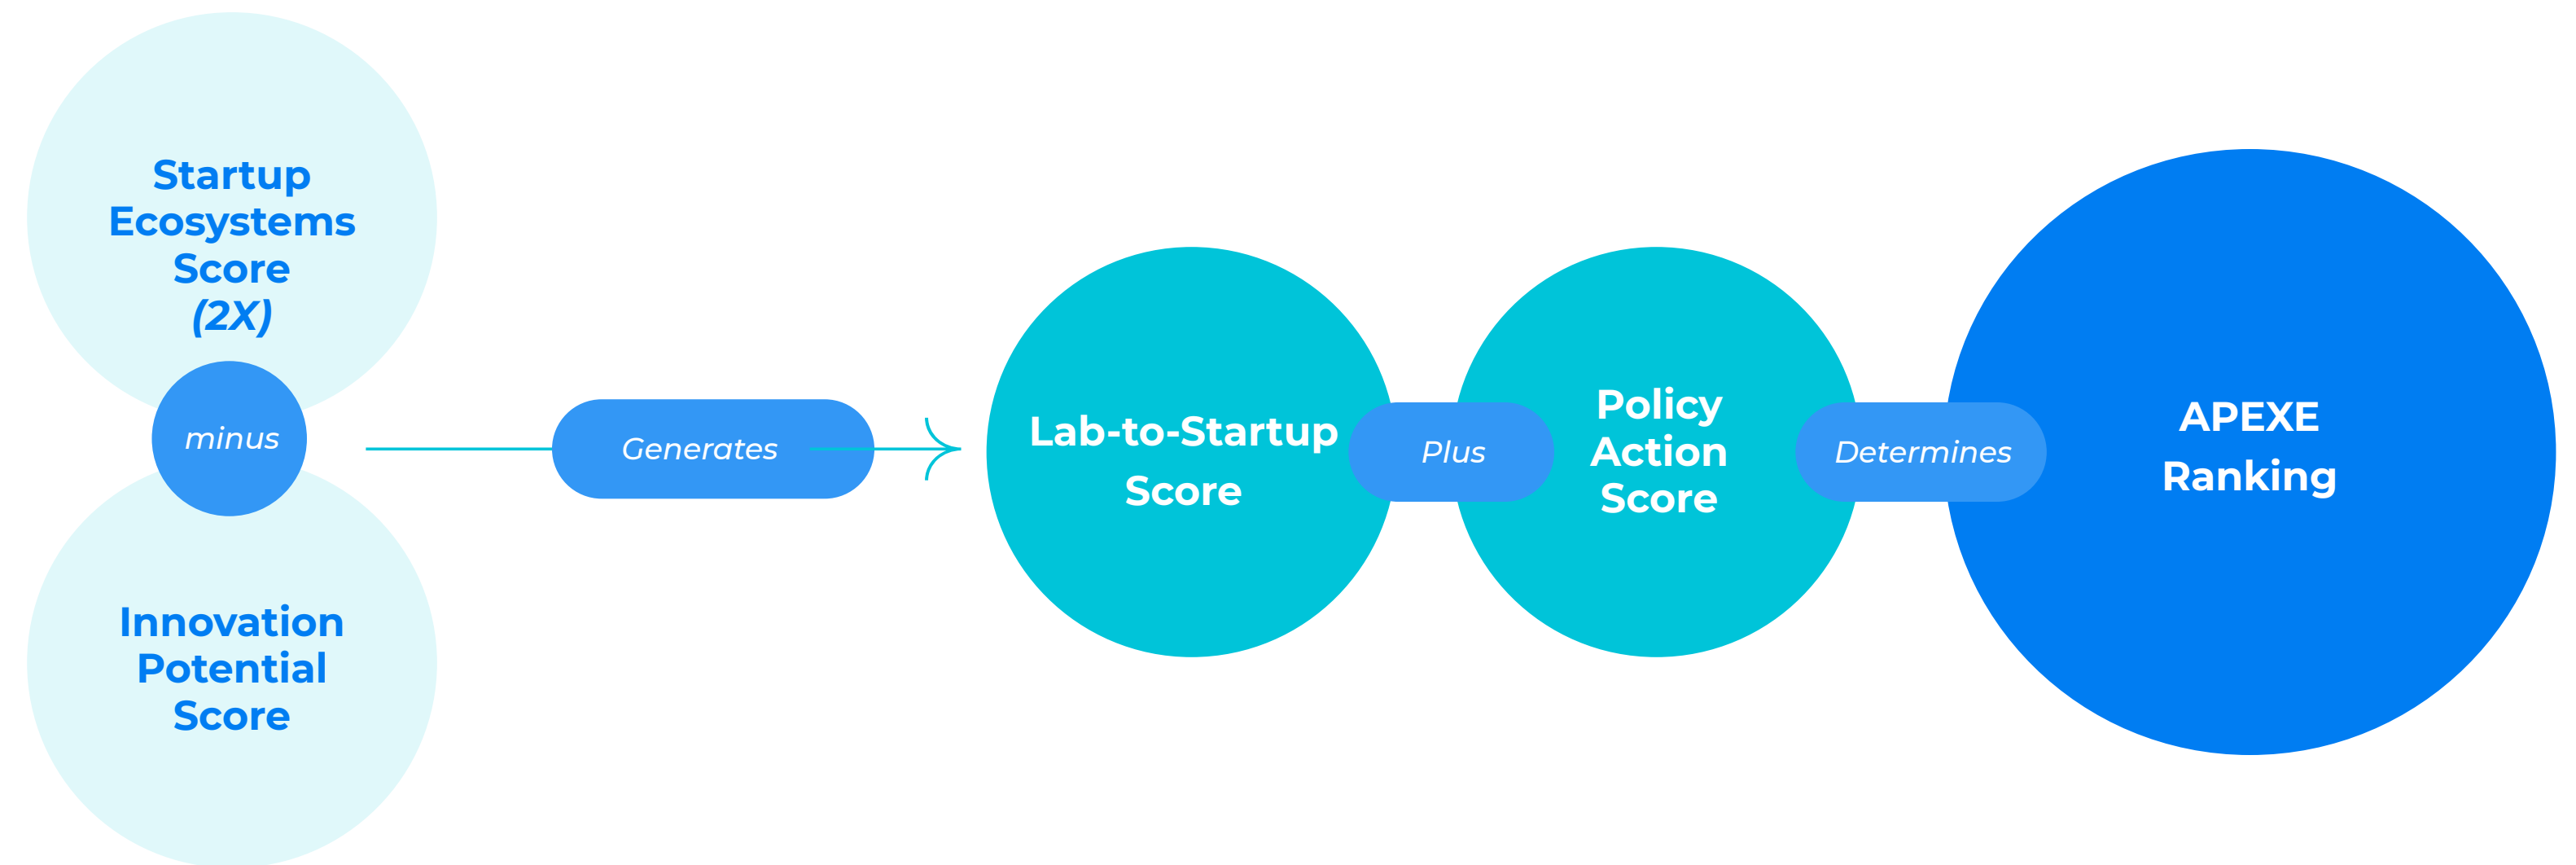 Startup
Ecosystems
Score
(2X)
minus
Innovation
Potential
Score
Generates
Lab-to-Startup
Score
Plus
Policy
Action
Score
Determines
APEXE
Ranking